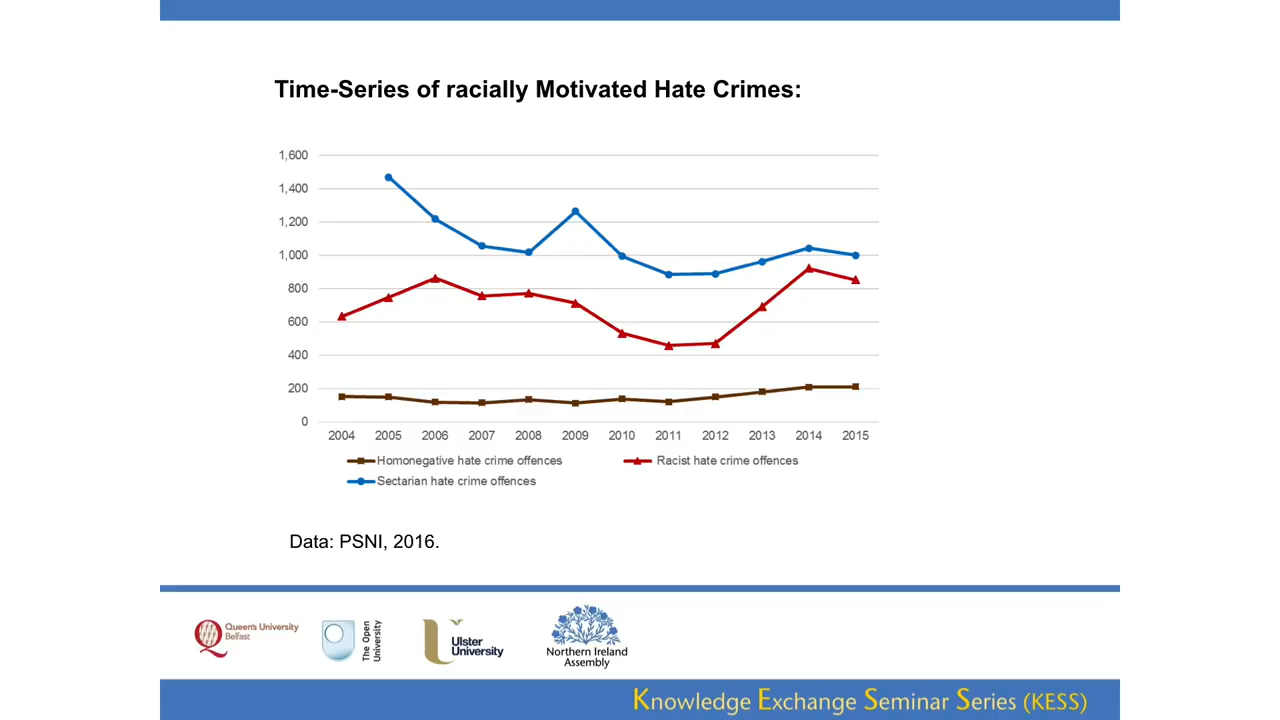 Time-Series of racially Motivated Hate Crimes:
1,600
1,400
1,200
1,000
800
600
400
200
0
2004 2005 2006 2007 2008 2009 2010 2011 2012 2013 2014 2015
Homonegative hate crime offences Racist hate crime offences
Sectarian hate crime offences
Data: PSNI, 2016.
Queen's University
Belfast
The Open
University
Ulster
University
Northern Ireland
Assembly
Knowledge Exchange Seminar Series (KESS)